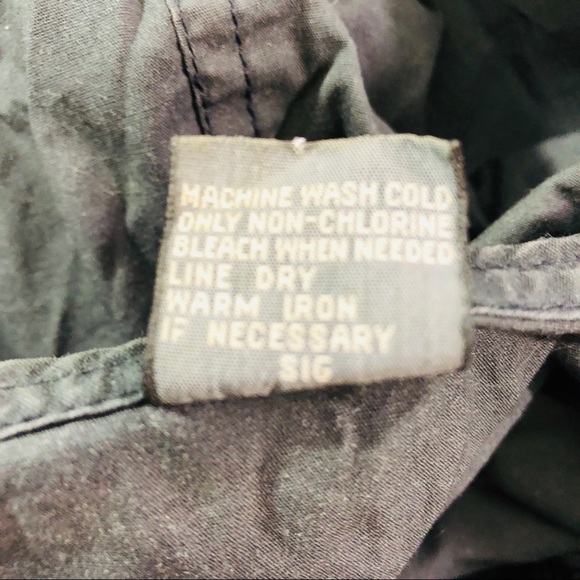 MACHINE WASH COLD
ONLY NON-CHLORINE
BLEACH WHEN NEEDED
LINE DRY
WARM IRON
IF NECESSARY
SIG